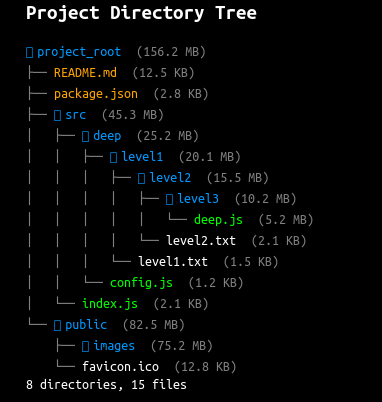 Project Directory Tree
project_root (156.2 MB)
├── README.md (12.5 KB)
├── package.json (2.8 KB)
├── src (45.3 MB)
│   ├── deep (25.2 MB)
│   │   ├── level1 (20.1 MB)
│   │   │   ├── level2 (15.5 MB)
│   │   │   │   ├── level3 (10.2 MB)
│   │   │   │   │   └── deep.js (5.2 MB)
│   │   │   │   └── level2.txt (2.1 KB)
│   │   │   └── level1.txt (1.5 KB)
│   │   └── config.js (1.2 KB)
│   └── index.js (2.1 KB)
└── public (82.5 MB)
    ├── images (75.2 MB)
    └── favicon.ico (12.8 KB)
8 directories, 15 files